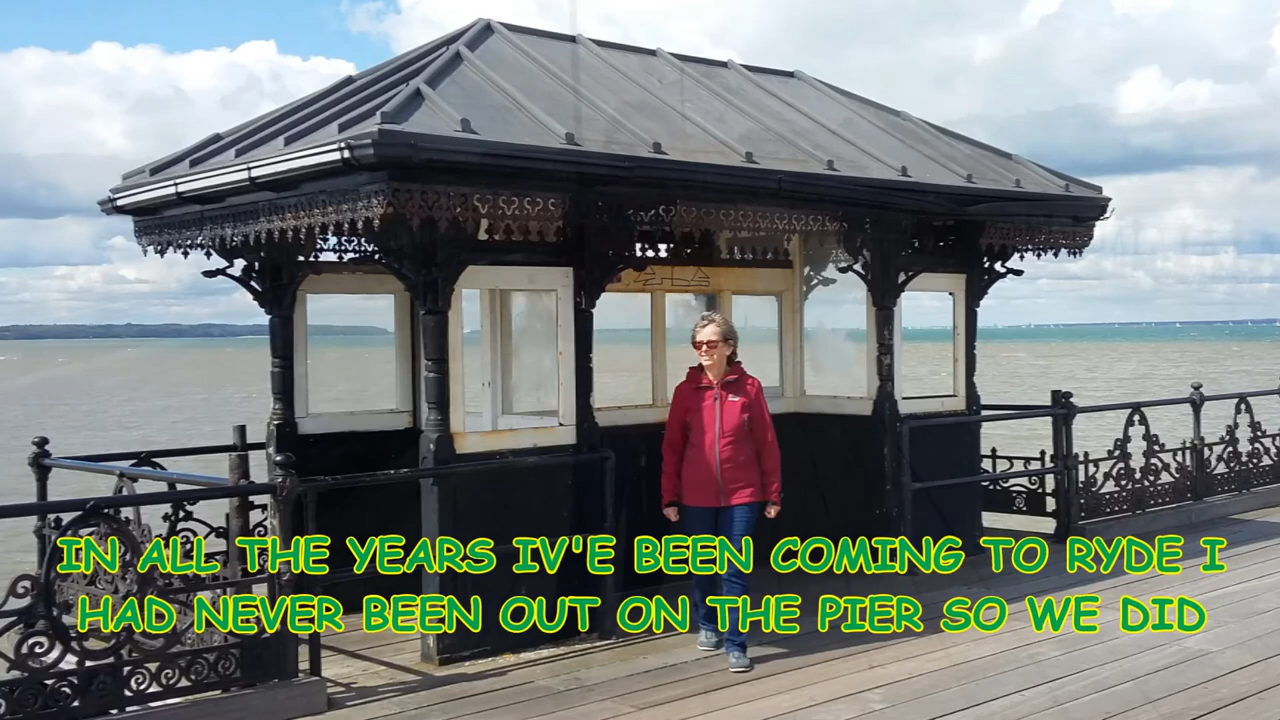 IN ALL THE YEARS IV'E BEEN COMING TO RYDE I
HAD NEVER BEEN OUT ON THE PIER SO WE DID